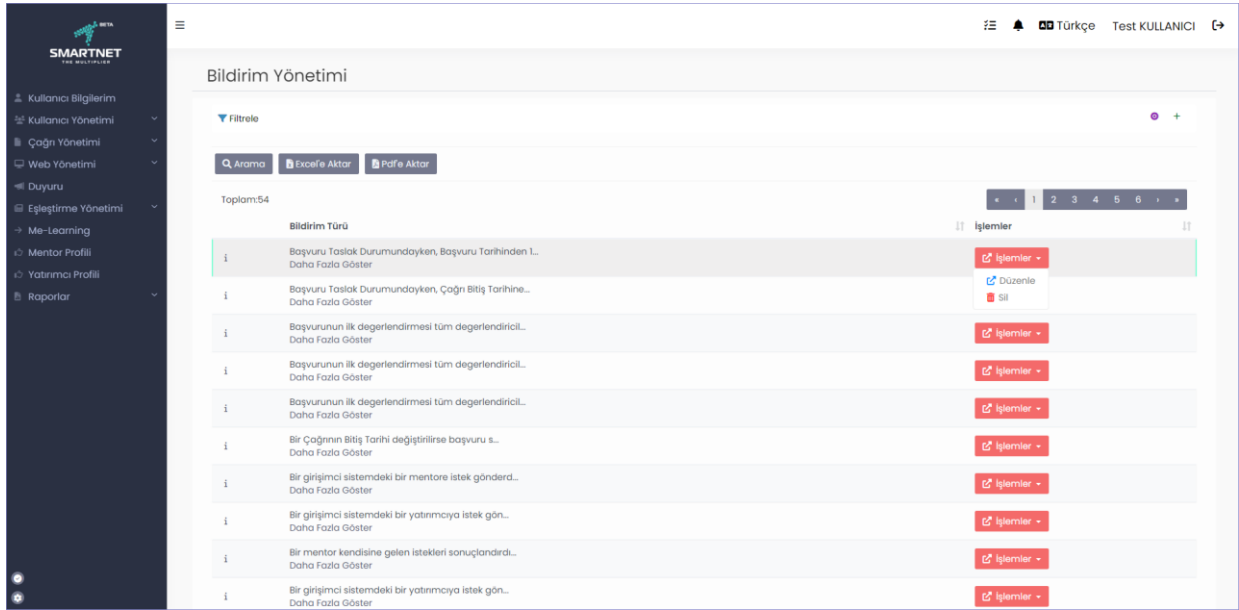 BETA
SMARTNET
THE MULTIPLIER
Türkçe
Test KULLANICI
Kullanıcı Bilgilerim
Kullanıcı Yönetimi
Çağrı Yönetimi
Web Yönetimi
Duyuru
Eşleştirme Yönetimi
Me-Learning
Mentor Profili
Yatırımcı Profili
Raporlar
Bildirim Yönetimi
Filtrele
+
Arama
Excel'e Aktar
Pdf'e Aktar
Toplam:54
« ‹ 1 2 3 4 5 6 › »
Bildirim Türü İşlemler
i Başvuru Taslak Durumundayken, Başvuru Tarihinden 1... İşlemler
Daha Fazla Göster
Düzenle
Sil
i Başvuru Taslak Durumundayken, Çağrı Bitiş Tarihine...
Daha Fazla Göster
i Başvurunun ilk degerlendirmesi tüm degerlendiricil... İşlemler
Daha Fazla Göster
i Başvurunun ilk degerlendirmesi tüm degerlendiricil... İşlemler
Daha Fazla Göster
i Başvurunun ilk degerlendirmesi tüm degerlendiricil... İşlemler
Daha Fazla Göster
i Bir Çağrının Bitiş Tarihi değiştirilirse başvuru s... İşlemler
Daha Fazla Göster
i Bir girişimci sistemdeki bir mentore istek gönderd... İşlemler
Daha Fazla Göster
i Bir girişimci sistemdeki bir yatırımcıya istek gön... İşlemler
Daha Fazla Göster
i Bir mentor kendisine gelen istekleri sonuçlandırdı... İşlemler
Daha Fazla Göster
i Bir girişimci sistemdeki bir yatırımcıya istek gön... İşlemler
Daha Fazla Göster